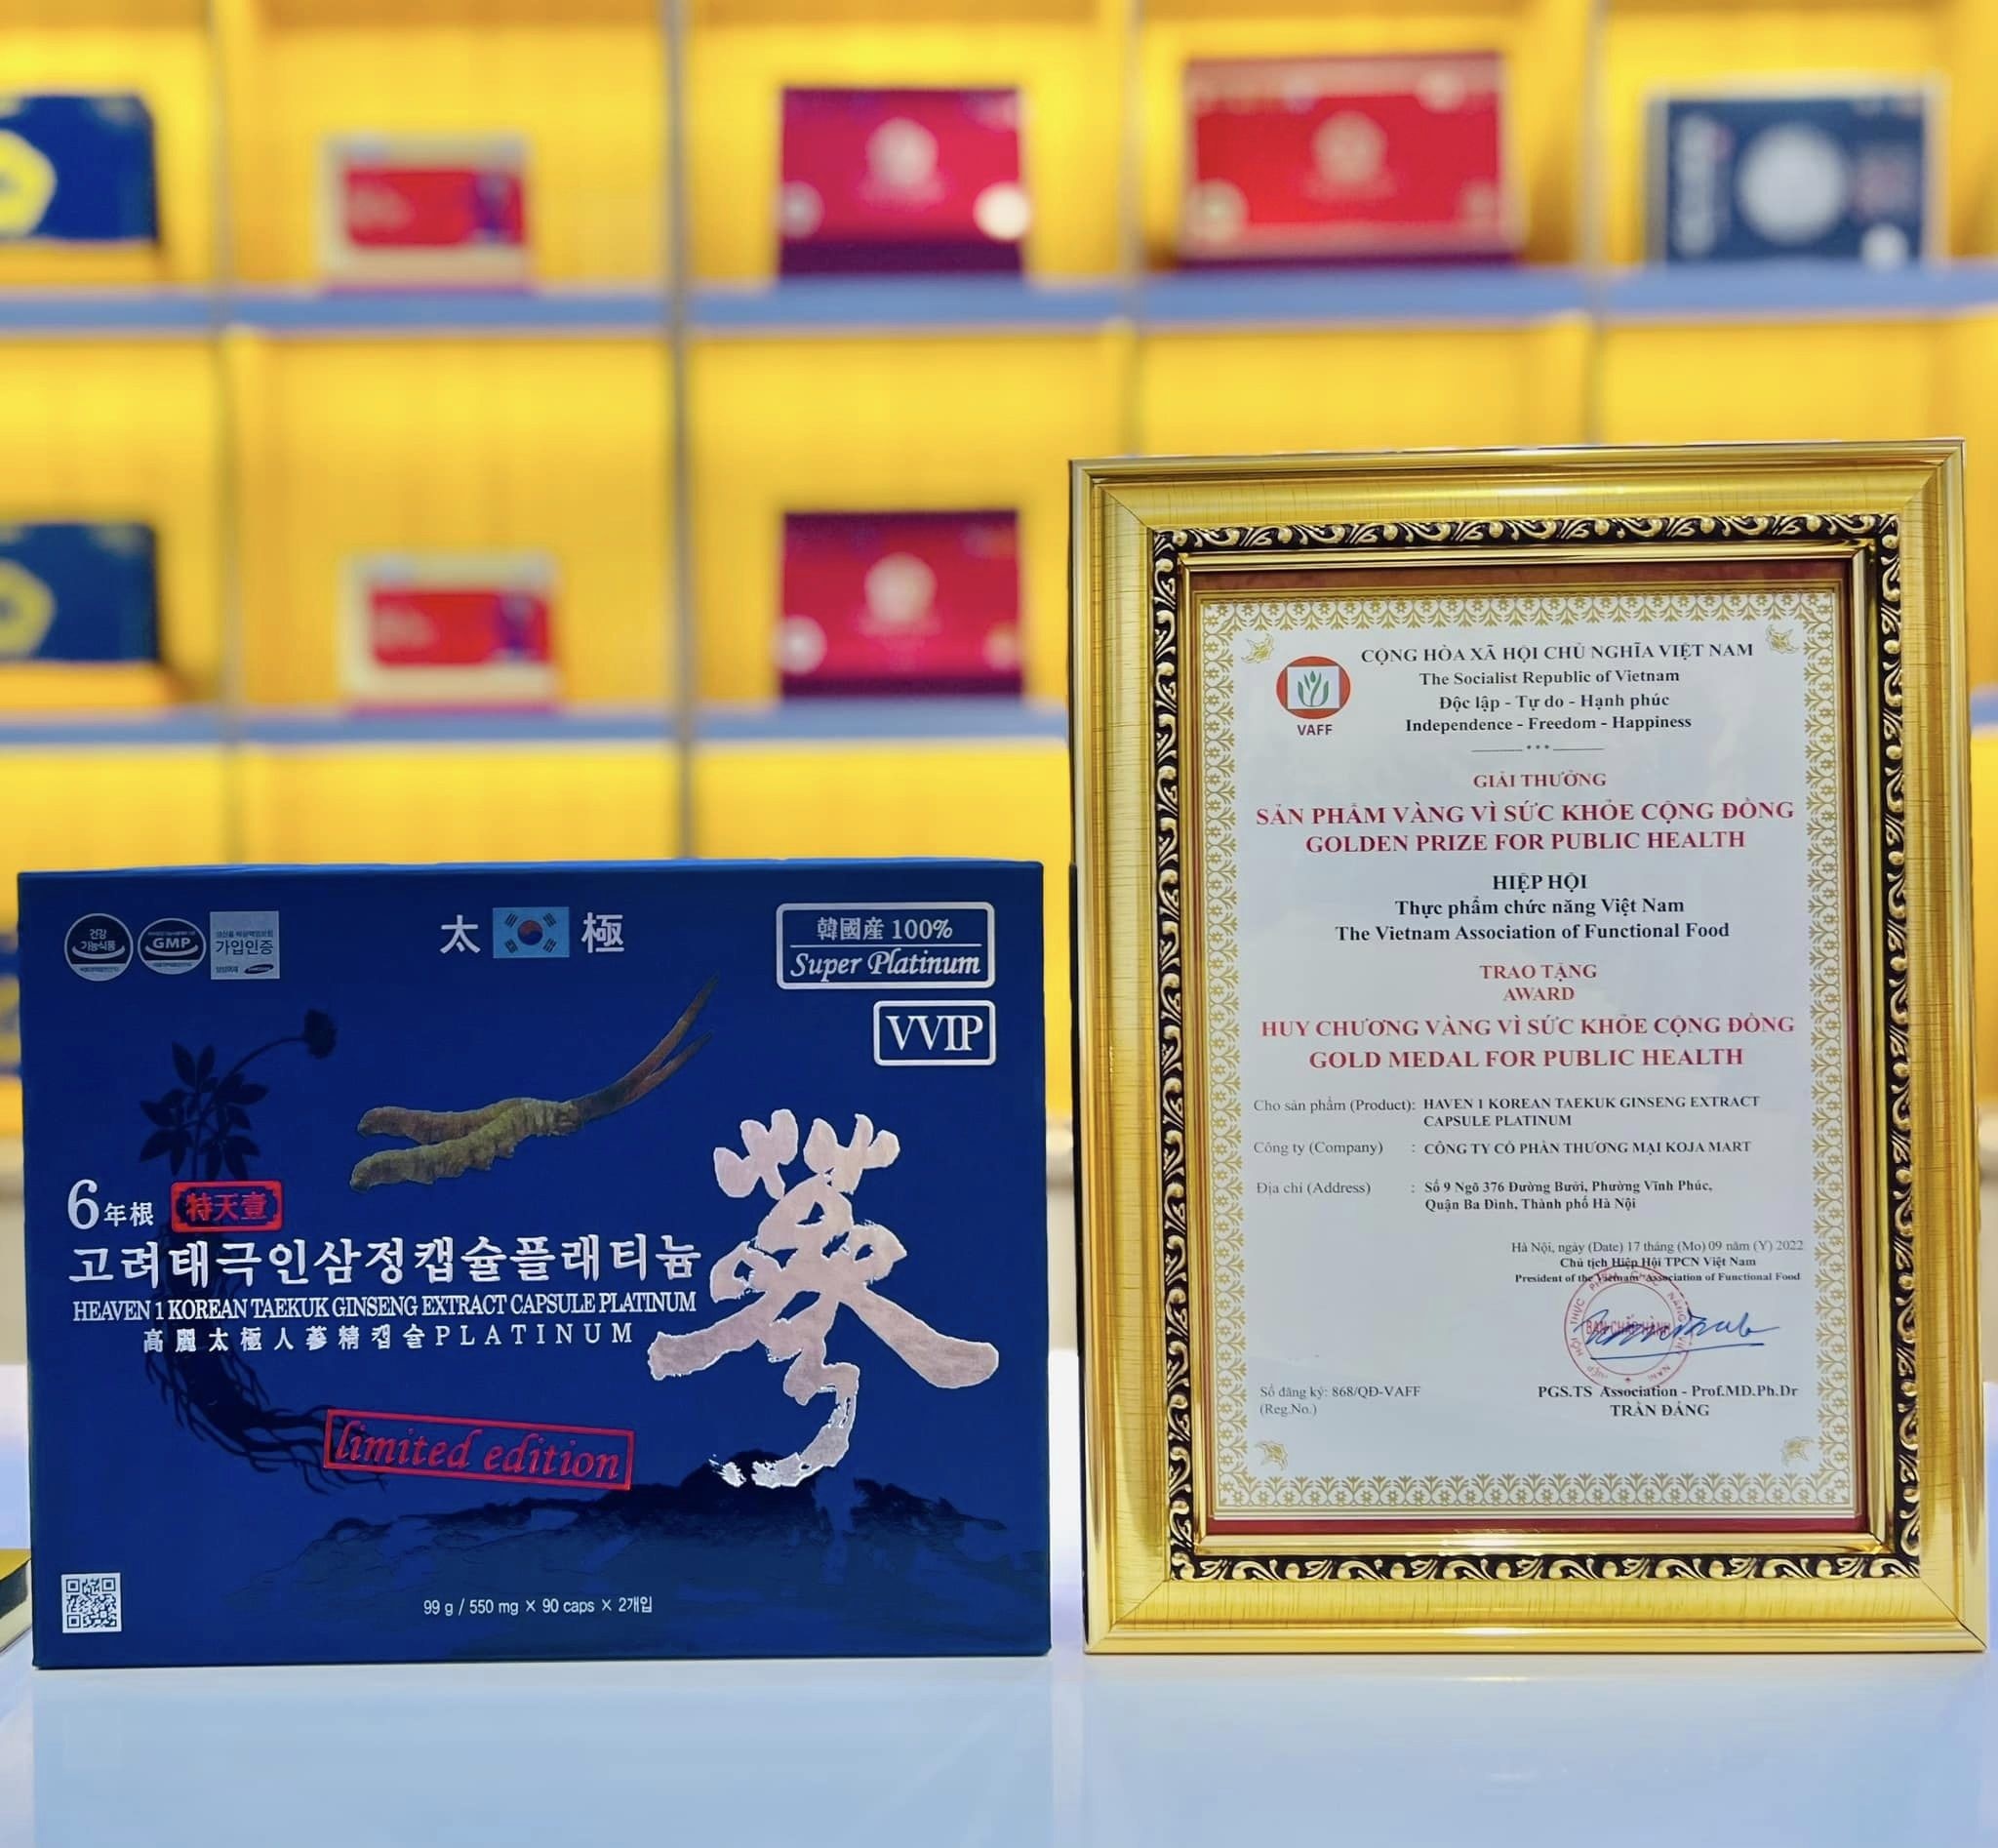 건강
기능식품
GMP
가입인증
太 極
韓國産 100%
Super Platinum
VVIP
蔘
6年根 特天壹
고려태극인삼정캡슐플래티늄
HEAVEN 1 KOREAN TAEKUK GINSENG EXTRACT CAPSULE PLATINUM
高麗太極人蔘精캡슐PLATINUM
limited edition
99 g / 550 mg × 90 caps × 2개입
VAFF
CỘNG HÒA XÃ HỘI CHỦ NGHĨA VIỆT NAM
The Socialist Republic of Vietnam
Độc lập - Tự do - Hạnh phúc
Independence - Freedom - Happiness
GIẢI THƯỞNG
SẢN PHẨM VÀNG VÌ SỨC KHỎE CỘNG ĐỒNG
GOLDEN PRIZE FOR PUBLIC HEALTH
HIỆP HỘI
Thực phẩm chức năng Việt Nam
The Vietnam Association of Functional Food
TRAO TẶNG
AWARD
HUY CHƯƠNG VÀNG VÌ SỨC KHỎE CỘNG ĐỒNG
GOLD MEDAL FOR PUBLIC HEALTH
Cho sản phẩm (Product): HAVEN 1 KOREAN TAEKUK GINSENG EXTRACT
CAPSULE PLATINUM
Công ty (Company) : CÔNG TY CỔ PHẦN THƯƠNG MẠI KOJA MART
Địa chỉ (Address) : Số 9 Ngõ 376 Đường Bưởi, Phường Vĩnh Phúc,
Quận Ba Đình, Thành phố Hà Nội
Hà Nội, ngày (Date) 17 tháng (Mo) 09 năm (Y) 2022
Chủ tịch Hiệp Hội TPCN Việt Nam
President of the Vietnam Association of Functional Food
BAN CHẤP HÀNH
Số đăng ký: 868/QĐ-VAFF
(Reg.No.)
PGS.TS Association - Prof.MD.Ph.Dr
TRẦN ĐÁNG